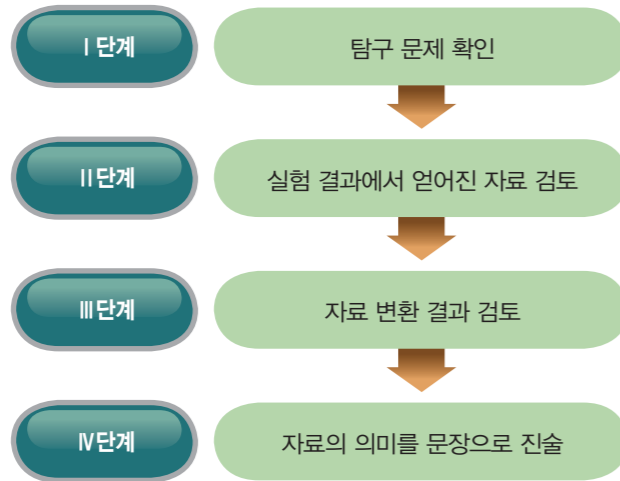 Ⅰ단계
탐구 문제 확인
Ⅱ단계
실험 결과에서 얻어진 자료 검토
Ⅲ단계
자료 변환 결과 검토
Ⅳ단계
자료의 의미를 문장으로 진술